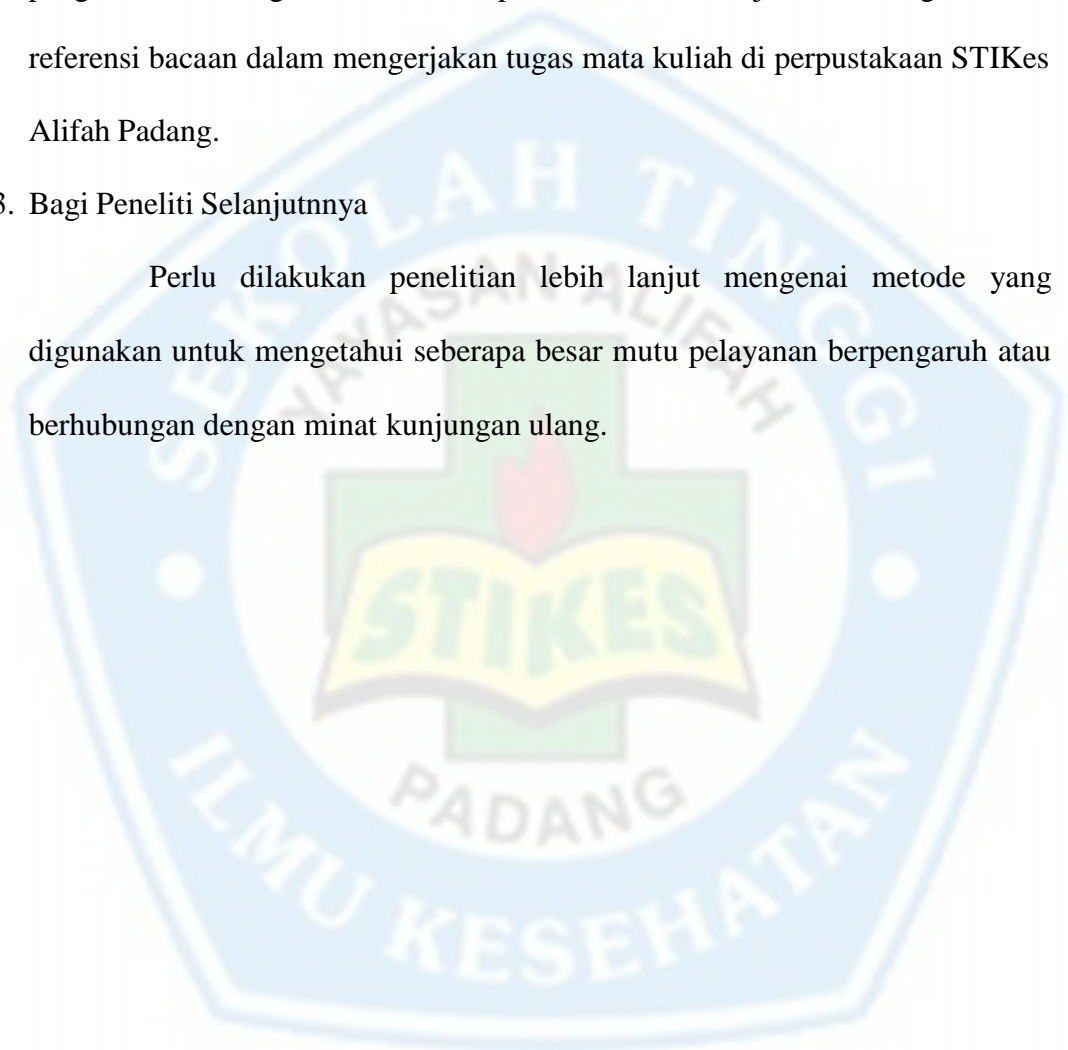 referensi bacaan dalam mengerjakan tugas mata kuliah di perpustakaan STIKes
Alifah Padang.
3. Bagi Peneliti Selanjutnnya
Perlu dilakukan penelitian lebih lanjut mengenai metode yang
digunakan untuk mengetahui seberapa besar mutu pelayanan berpengaruh atau
berhubungan dengan minat kunjungan ulang.
SEKOLAH TINGGI
YAYASAN ALIFAH
STIKES
PADANG
ILMU KESEHATAN